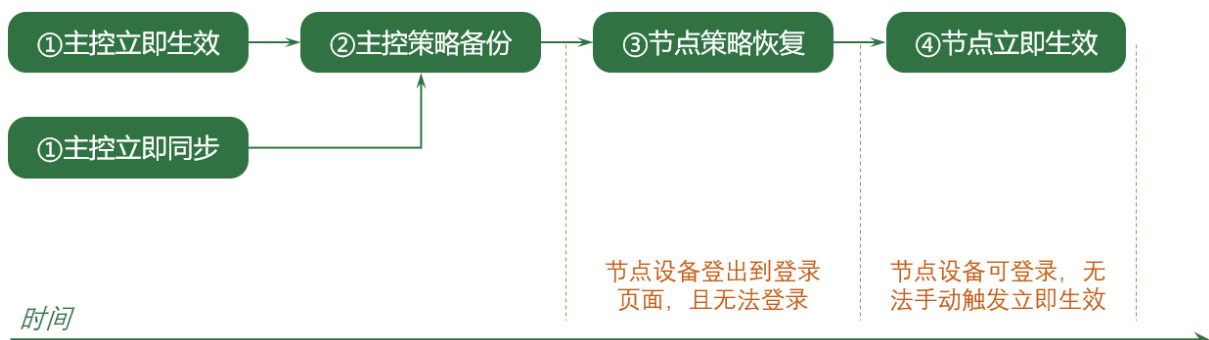 ①主控立即生效
②主控策略备份
③节点策略恢复
④节点立即生效
①主控立即同步
节点设备登出到登录
页面，且无法登录
节点设备可登录，无
法手动触发立即生效
时间